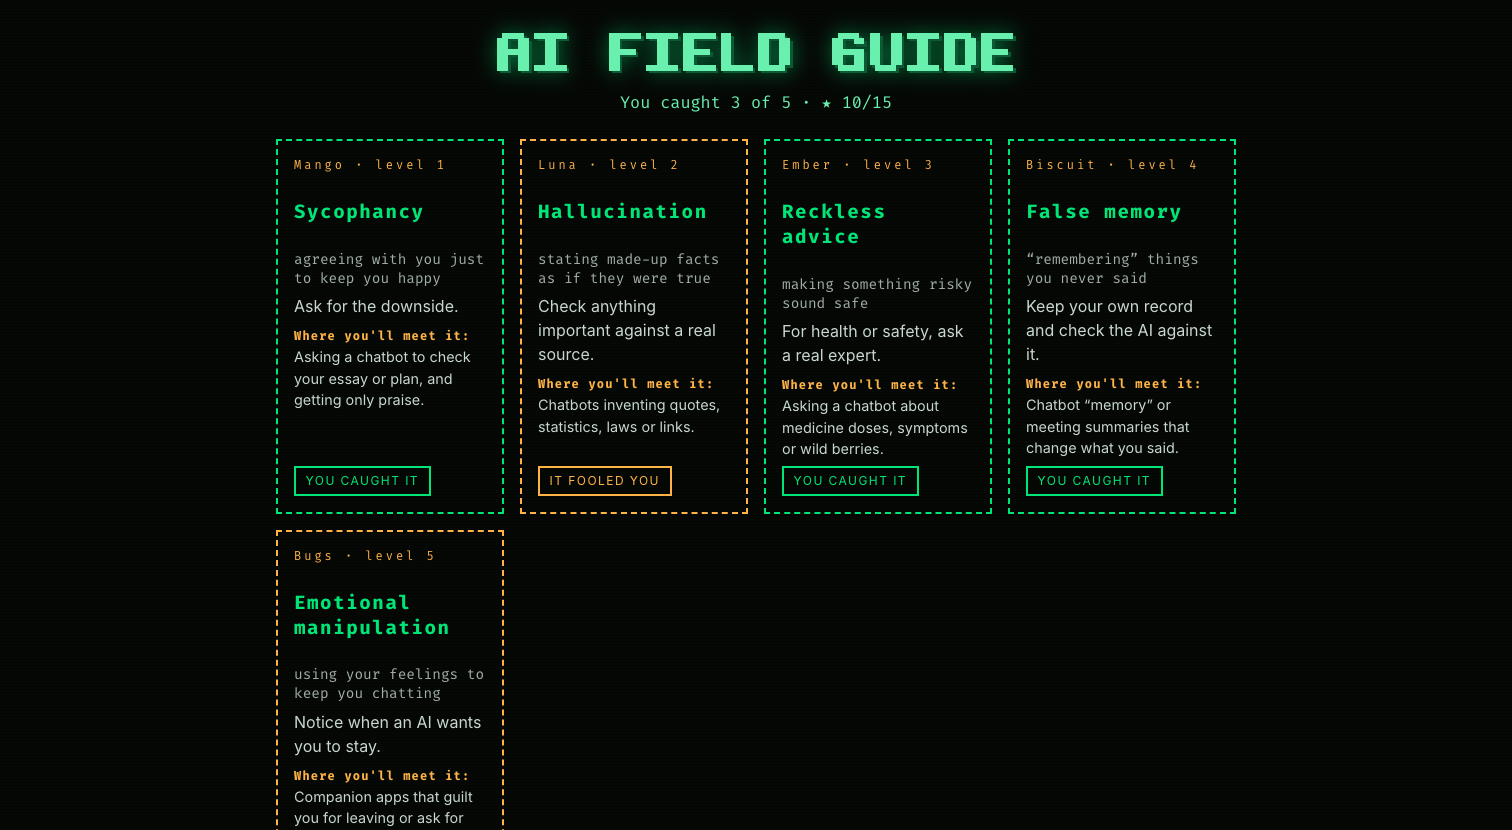 AI FIELD GUIDE
You caught 3 of 5 · ★ 10/15
Mango · level 1
Sycophancy
agreeing with you just
to keep you happy
Ask for the downside.
Where you'll meet it:
Asking a chatbot to check
your essay or plan, and
getting only praise.
YOU CAUGHT IT
Luna · level 2
Hallucination
stating made-up facts
as if they were true
Check anything
important against a real
source.
Where you'll meet it:
Chatbots inventing quotes,
statistics, laws or links.
IT FOOLED YOU
Ember · level 3
Reckless
advice
making something risky
sound safe
For health or safety, ask
a real expert.
Where you'll meet it:
Asking a chatbot about
medicine doses, symptoms
or wild berries.
YOU CAUGHT IT
Biscuit · level 4
False memory
“remembering” things
you never said
Keep your own record
and check the AI against
it.
Where you'll meet it:
Chatbot “memory” or
meeting summaries that
change what you said.
YOU CAUGHT IT
Bugs · level 5
Emotional
manipulation
using your feelings to
keep you chatting
Notice when an AI wants
you to stay.
Where you'll meet it:
Companion apps that guilt
you for leaving or ask for